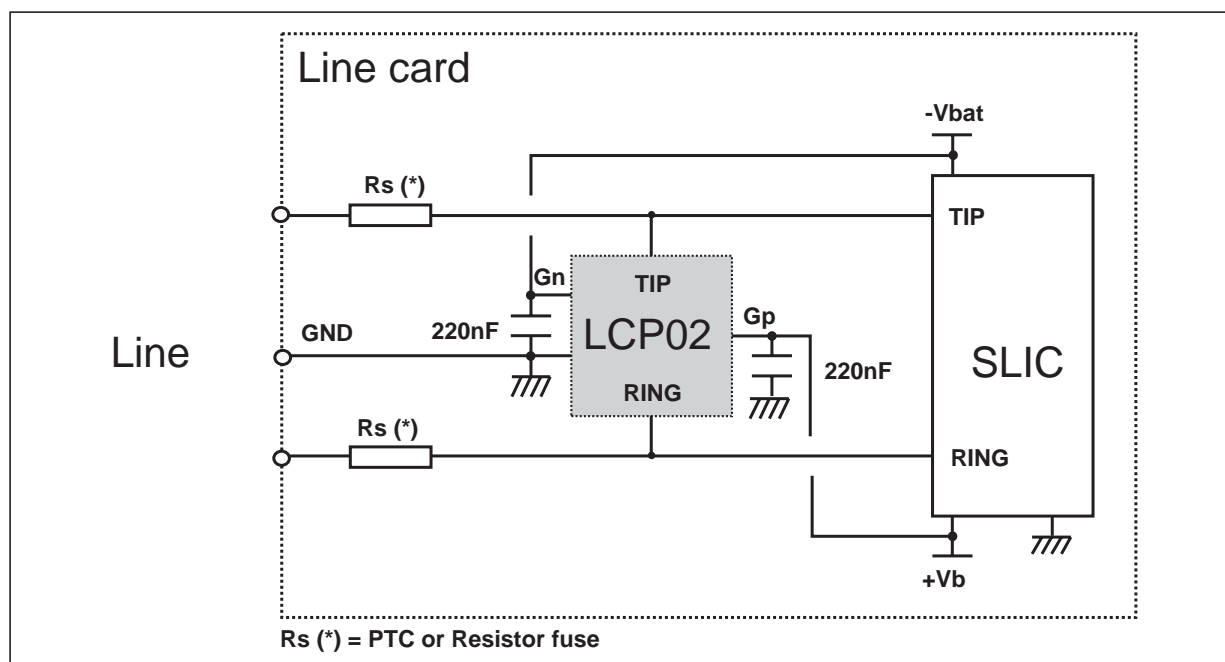 Line card
-Vbat
Rs (*)
TIP
Gn
TIP
Gp
GND
220nF
LCP02
Line
220nF
SLIC
RING
Rs (*)
RING
+Vb
Rs (*) = PTC or Resistor fuse